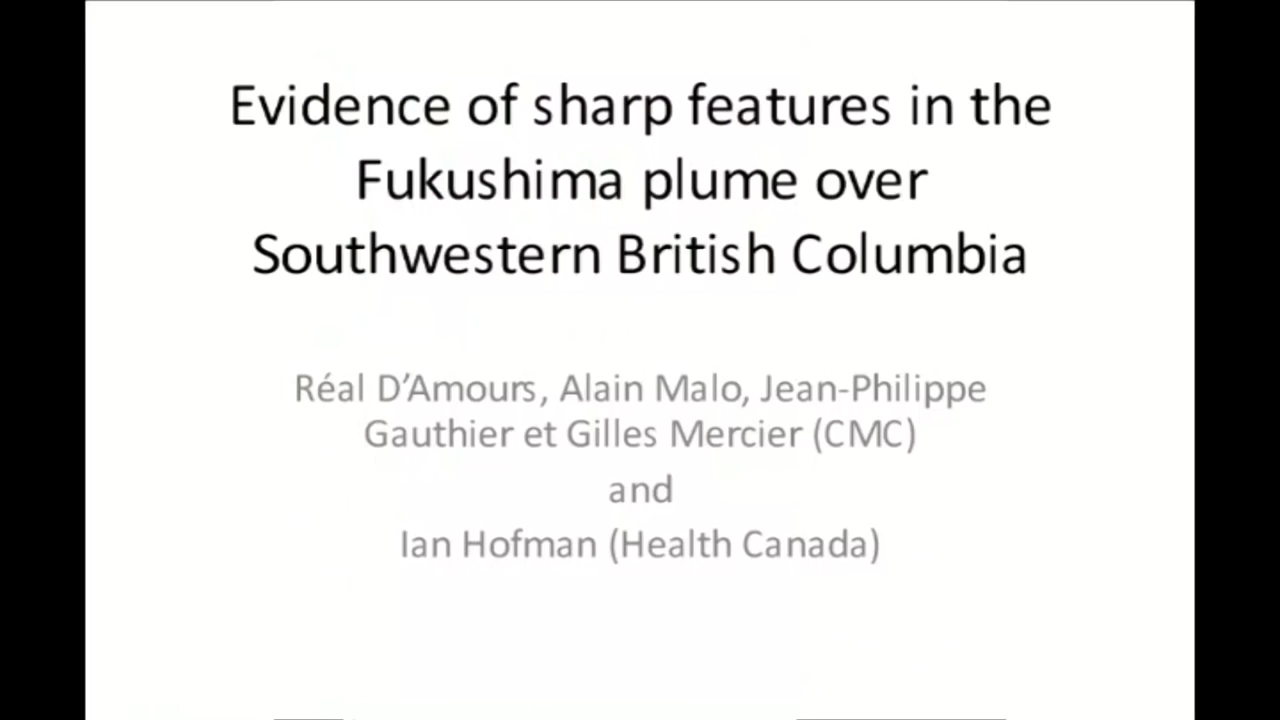 Evidence of sharp features in the
Fukushima plume over
Southwestern British Columbia
Réal D’Amours, Alain Malo, Jean-Philippe
Gauthier et Gilles Mercier (CMC)
and
Ian Hofman (Health Canada)